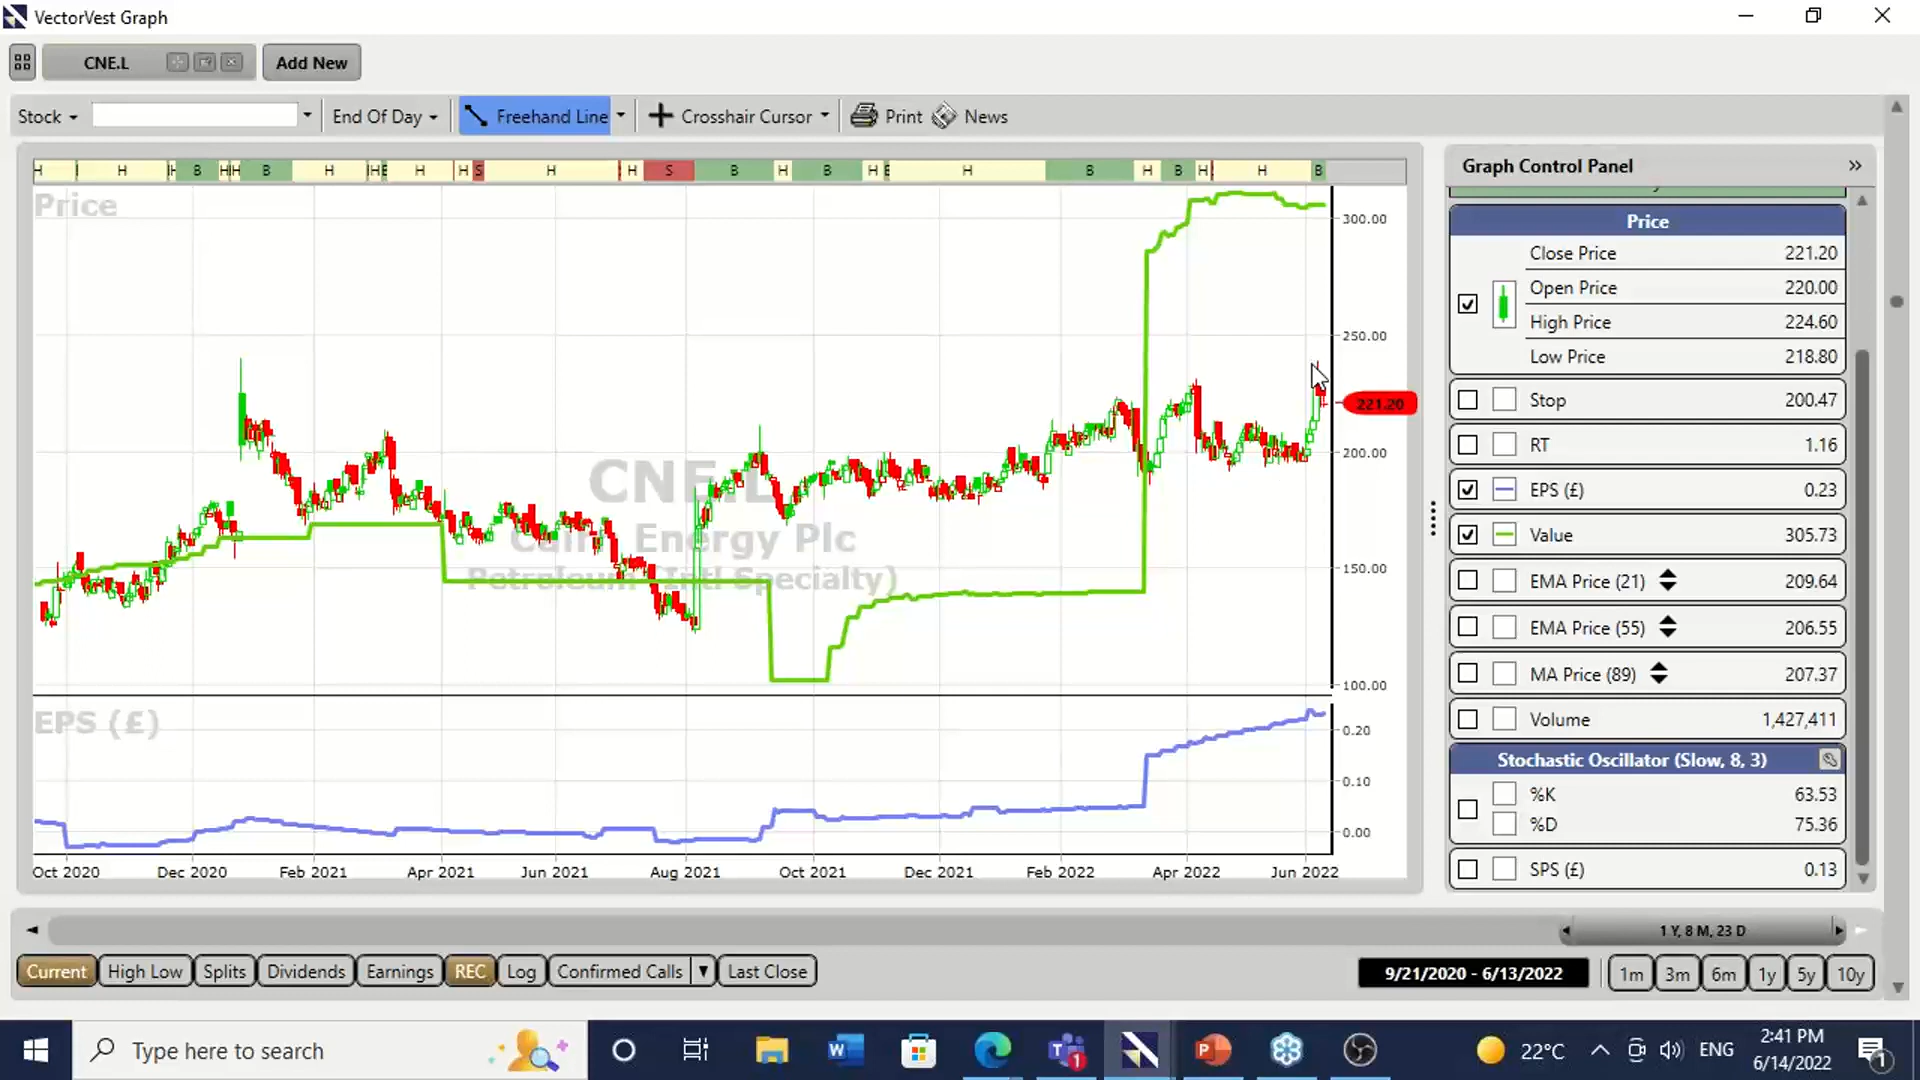 VectorVest Graph
CNE.L
Add New
Stock
End Of Day
Freehand Line
Crosshair Cursor
Print
News
H H H B H H B H H E H H S H H S B H B H E H B H B H H B
Price
300.00
250.00
221.20
200.00
150.00
100.00
CNE.L
Energy Plc
Petroleum (Intl Specialty)
EPS (£)
0.20
0.10
0.00
Oct 2020 Dec 2020 Feb 2021 Apr 2021 Jun 2021 Aug 2021 Oct 2021 Dec 2021 Feb 2022 Apr 2022 Jun 2022
Graph Control Panel
Price
Close Price 221.20
Open Price 220.00
High Price 224.60
Low Price 218.80
Stop 200.47
RT 1.16
EPS (£) 0.23
Value 305.73
EMA Price (21) 209.64
EMA Price (55) 206.55
MA Price (89) 207.37
Volume 1,427,411
Stochastic Oscillator (Slow, 8, 3)
%K 63.53
%D 75.36
SPS (£) 0.13
1 Y, 8 M, 23 D
Current High Low Splits Dividends Earnings REC Log Confirmed Calls Last Close
9/21/2020 - 6/13/2022
1m 3m 6m 1y 5y 10y
Type here to search
22°C
ENG
2:41 PM
6/14/2022
1
1